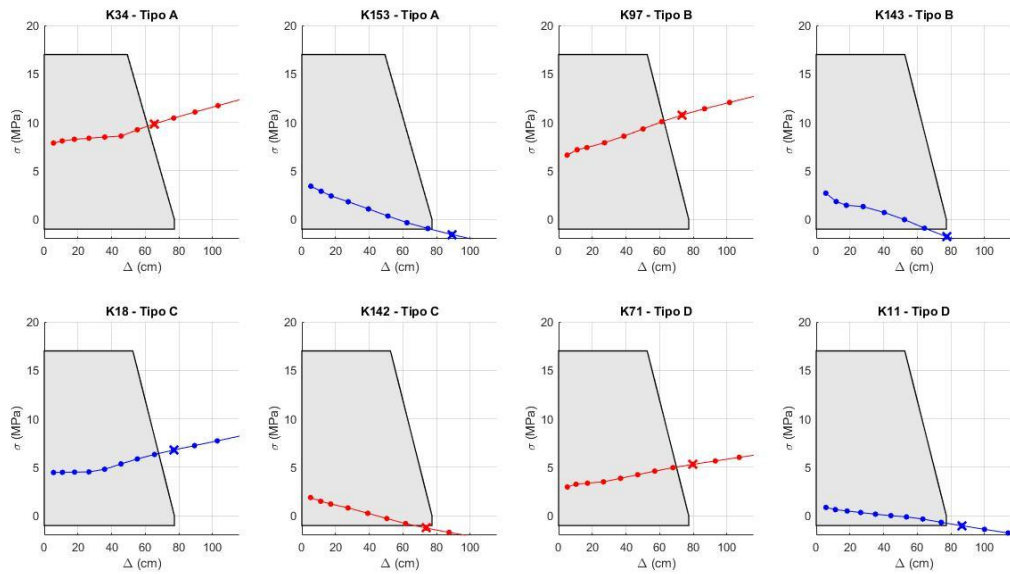 K34 - Tipo A
20
15
10
5
0
σ (MPa)
0 20 40 60 80 100
Δ (cm)
K153 - Tipo A
20
15
10
5
0
σ (MPa)
0 20 40 60 80 100
Δ (cm)
K97 - Tipo B
20
15
10
5
0
σ (MPa)
0 20 40 60 80 100
Δ (cm)
K143 - Tipo B
20
15
10
5
0
σ (MPa)
0 20 40 60 80 100
Δ (cm)
K18 - Tipo C
20
15
10
5
0
σ (MPa)
0 20 40 60 80 100
Δ (cm)
K142 - Tipo C
20
15
10
5
0
σ (MPa)
0 20 40 60 80 100
Δ (cm)
K71 - Tipo D
20
15
10
5
0
σ (MPa)
0 20 40 60 80 100
Δ (cm)
K11 - Tipo D
20
15
10
5
0
σ (MPa)
0 20 40 60 80 100
Δ (cm)